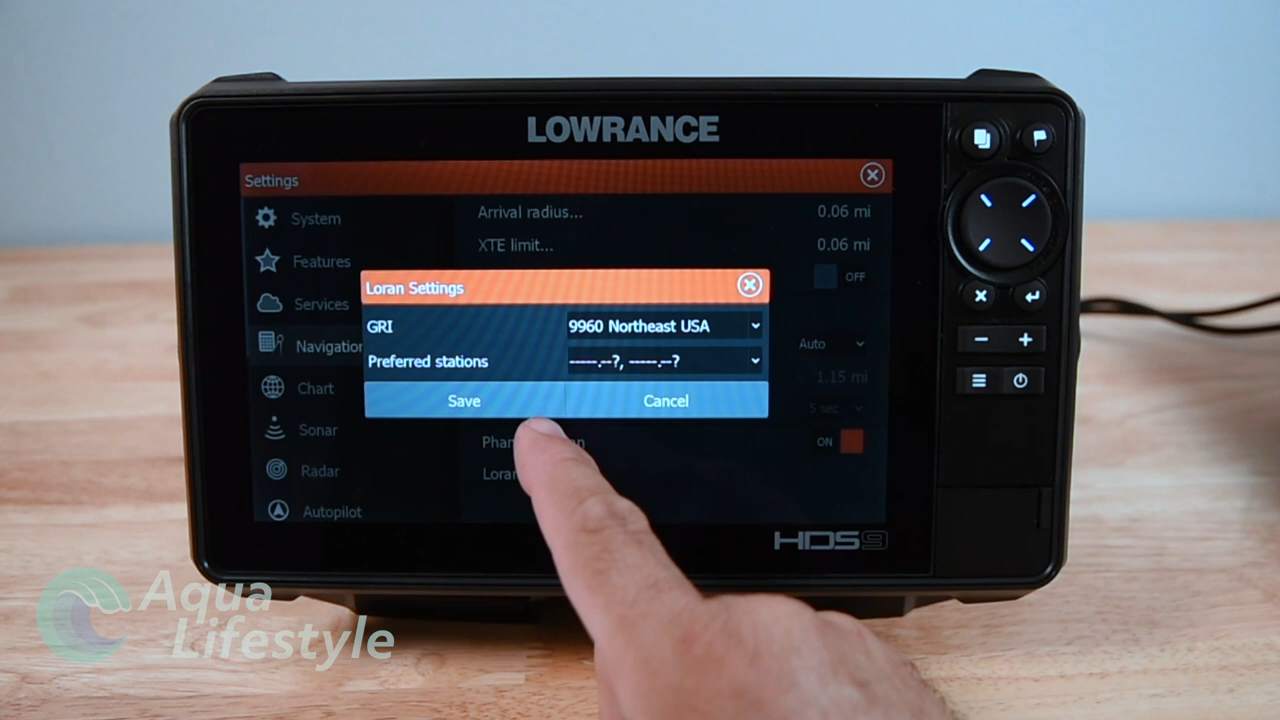 LOWRANCE
Settings
System
Features
Services
Navigation
Chart
Sonar
Radar
Autopilot
Arrival radius... 0.06 mi
XTE limit... 0.06 mi
OFF
Loran Settings
GRI 9960 Northeast USA
Preferred stations -----.--?, -----.--?
Save Cancel
Auto
1.15 mi
5 sec
ON
HDS9
Aqua
Lifestyle